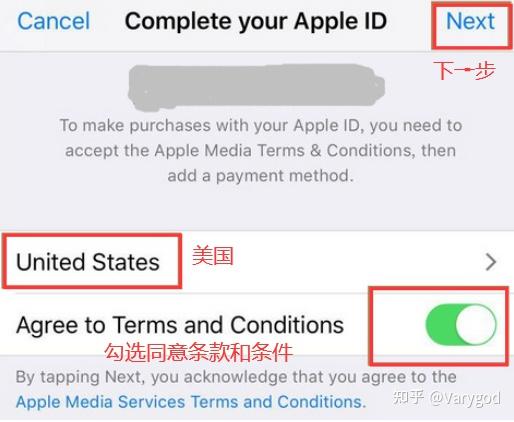 Cancel Complete your Apple ID Next
下一步
To make purchases with your Apple ID, you need to
accept the Apple Media Terms & Conditions, then
add a payment method.
United States 美国
Agree to Terms and Conditions
勾选同意条款和条件
By tapping Next, you acknowledge that you agree to the
Apple Media Services Terms and Conditions.
知乎 @Varygod